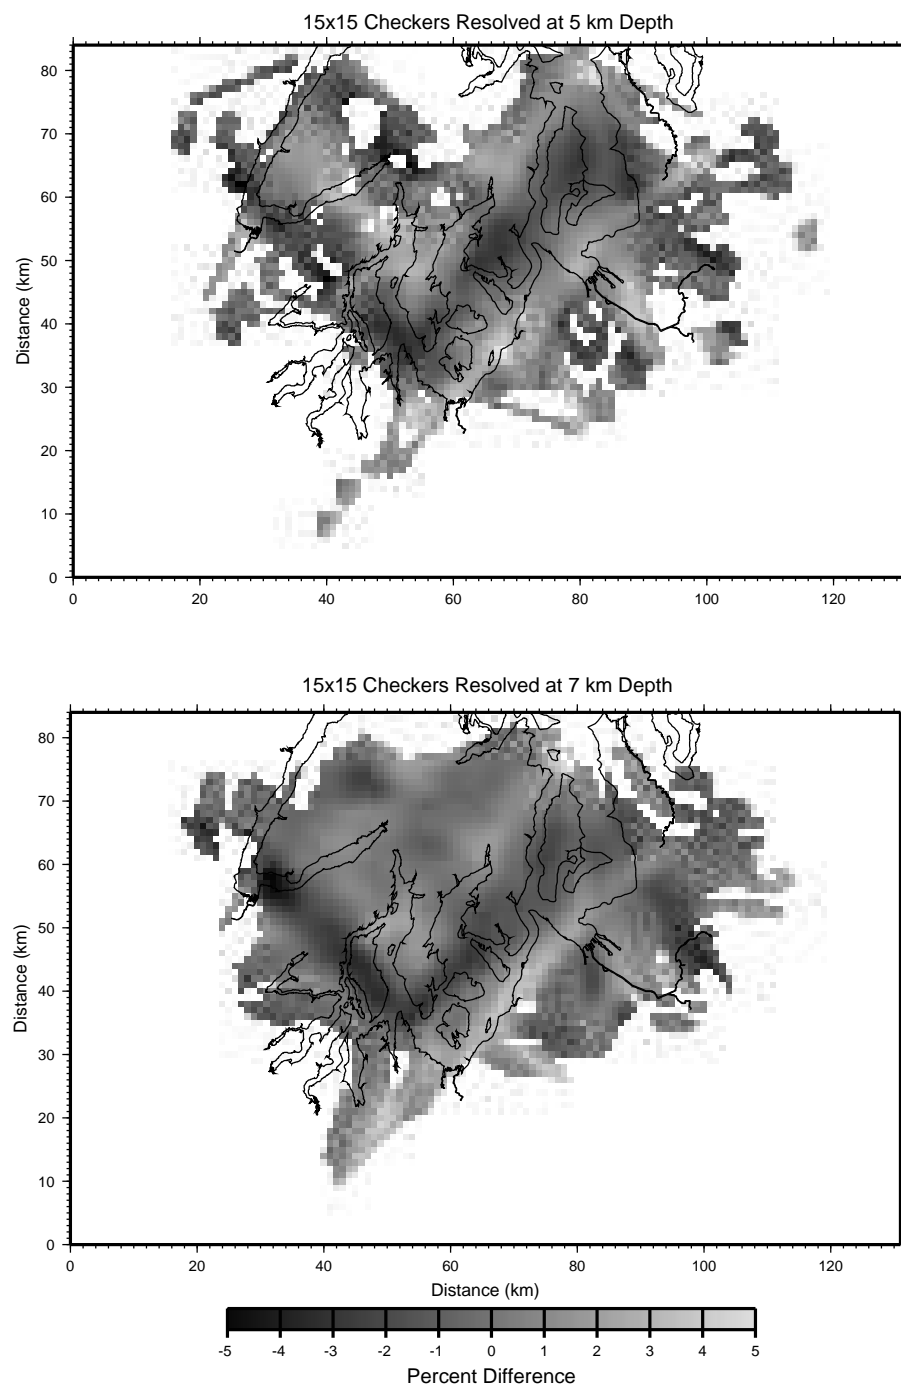 15x15 Checkers Resolved at 5 km Depth
80
70
60
50
40
30
20
10
0
Distance (km)
0 20 40 60 80 100 120
15x15 Checkers Resolved at 7 km Depth
80
70
60
50
40
30
20
10
0
Distance (km)
0 20 40 60 80 100 120
Distance (km)
-5 -4 -3 -2 -1 0 1 2 3 4 5
Percent Difference